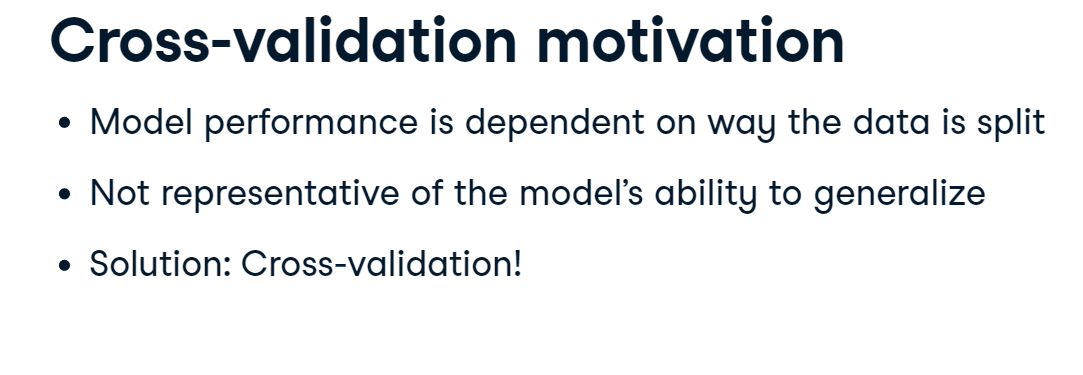 Cross-validation motivation
• Model performance is dependent on way the data is split
• Not representative of the model’s ability to generalize
• Solution: Cross-validation!